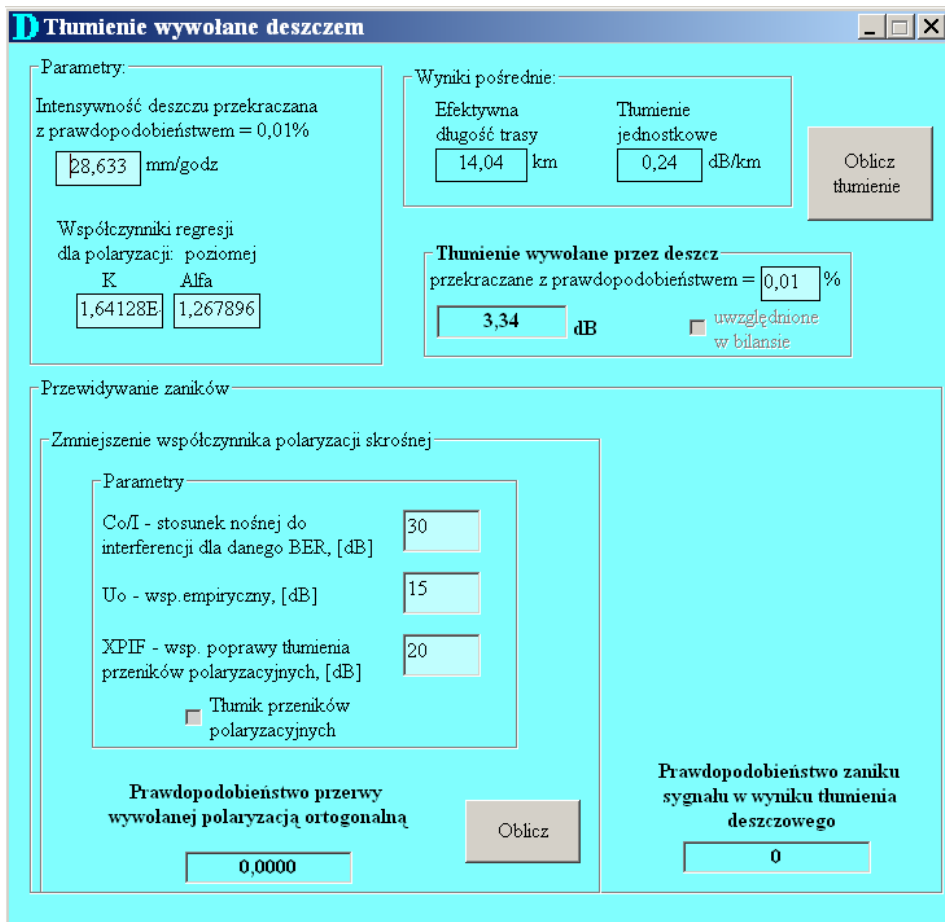 D Tłumienie wywołane deszczem
Parametry:
Intensywność deszczu przekraczana
z prawdopodobieństwem = 0,01%
28,633 mm/godz
Współczynniki regresji
dla polaryzacji: poziomej
K Alfa
1,64128E- 1,267896
Wyniki pośrednie:
Efektywna
długość trasy
14,04 km
Tłumienie
jednostkowe
0,24 dB/km
Oblicz
tłumienie
Tłumienie wywołane przez deszcz
przekraczane z prawdopodobieństwem = 0,01 %
3,34 dB
uwzględnione
w bilansie
Przewidywanie zaników
Zmniejszenie współczynnika polaryzacji skrośnej
Parametry
Co/I - stosunek nośnej do
interferencji dla danego BER, [dB]
30
Uo - wsp.empiryczny, [dB]
15
XPIF - wsp. poprawy tłumienia
przeników polaryzacyjnych, [dB]
20
Tłumik przeników
polaryzacyjnych
Prawdopodobieństwo przerwy
wywołanej polaryzacją ortogonalną
0,0000
Oblicz
Prawdopodobieństwo zaniku
sygnału w wyniku tłumienia
deszczowego
0